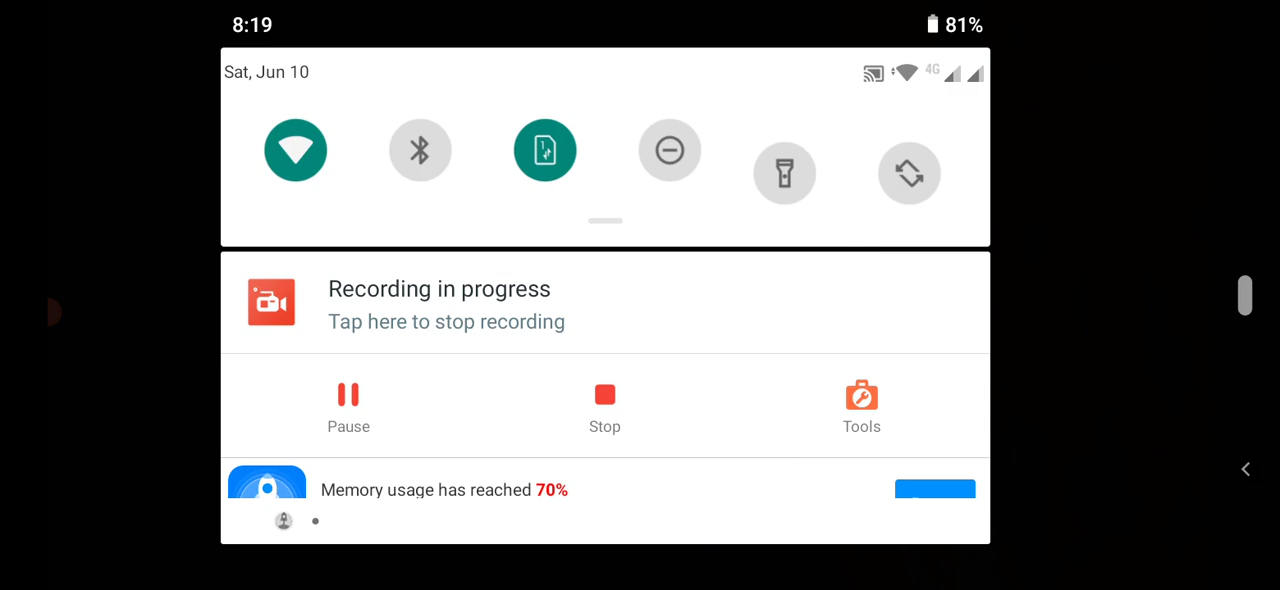 8:19
81%
Sat, Jun 10
4G
1
Recording in progress
Tap here to stop recording
Pause
Stop
Tools
Memory usage has reached 70%